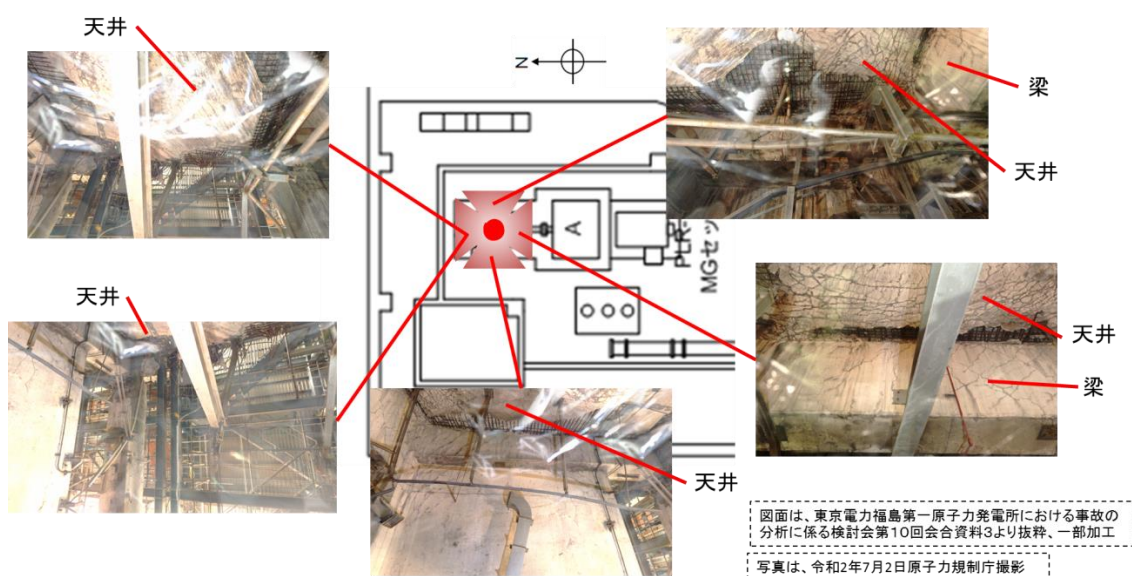 天井
N
梁
天井
A
PLR-
MGセッ
天井
天井
梁
天井
図面は、東京電力福島第一原子力発電所における事故の
分析に係る検討会第10回会合資料3より抜粋、一部加工
写真は、令和2年7月2日原子力規制庁撮影